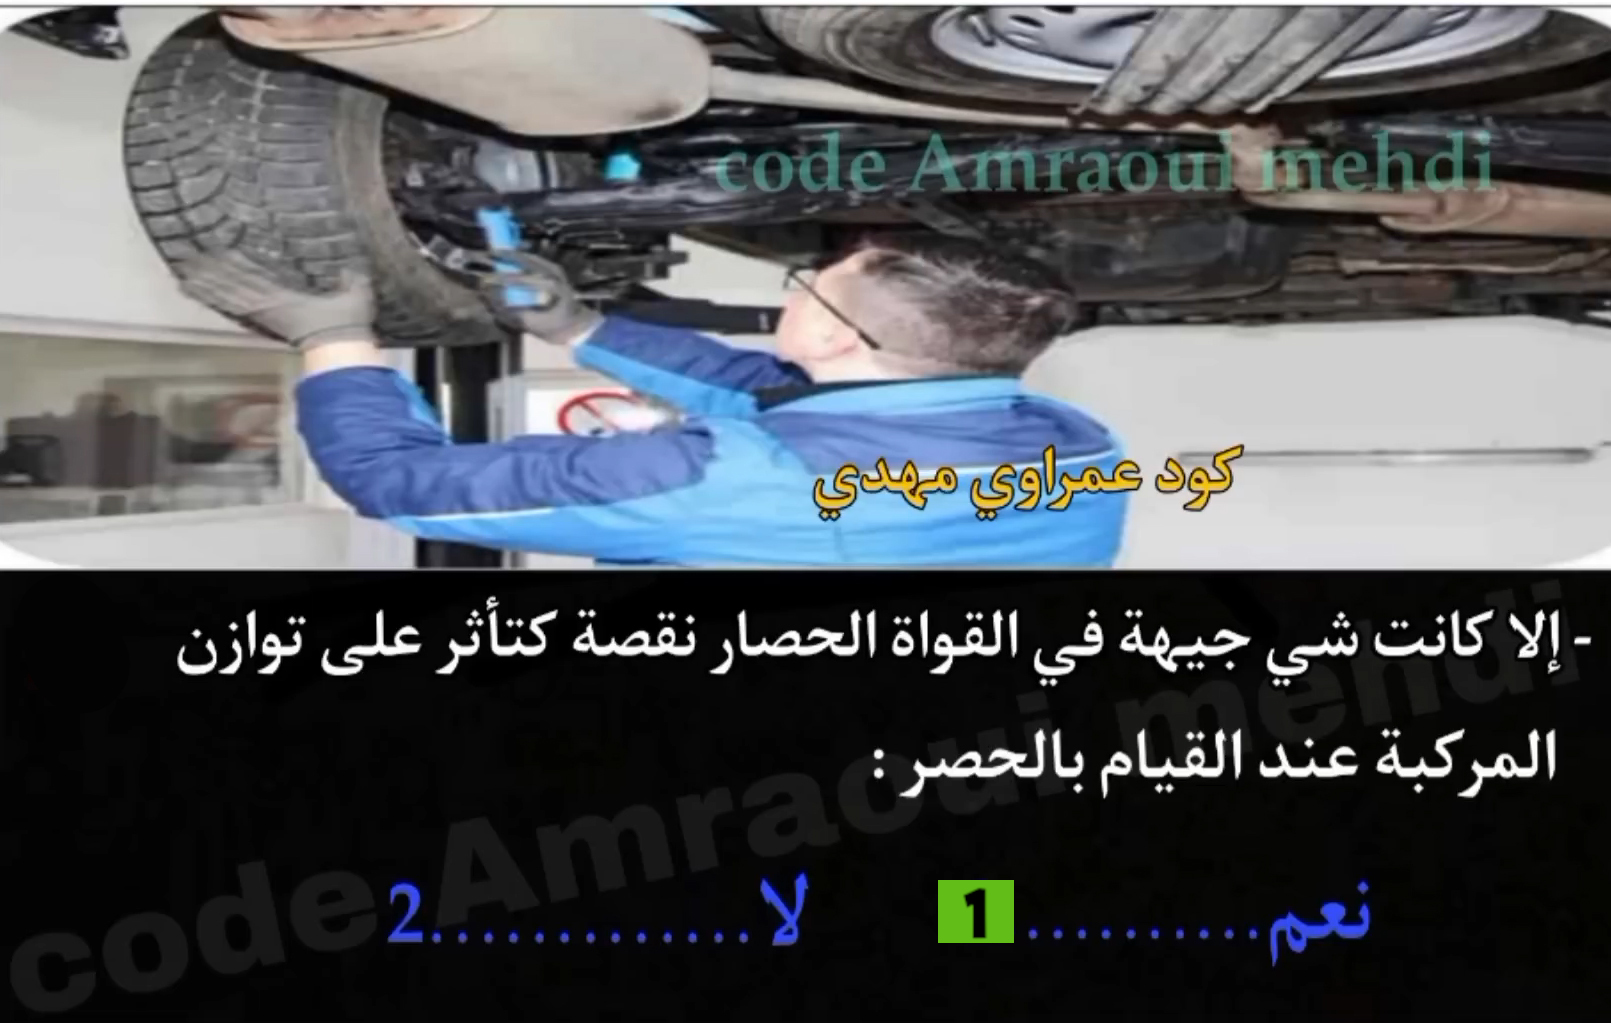 code Amraoui mehdi
كود عمراوي مهدي
- إلا كانت شي جيهة في القواة الحصار نقصة كتأثر على توازن
المركبة عند القيام بالحصر :
نعم.......... 1 لا.............2
code Amraoui mehdi